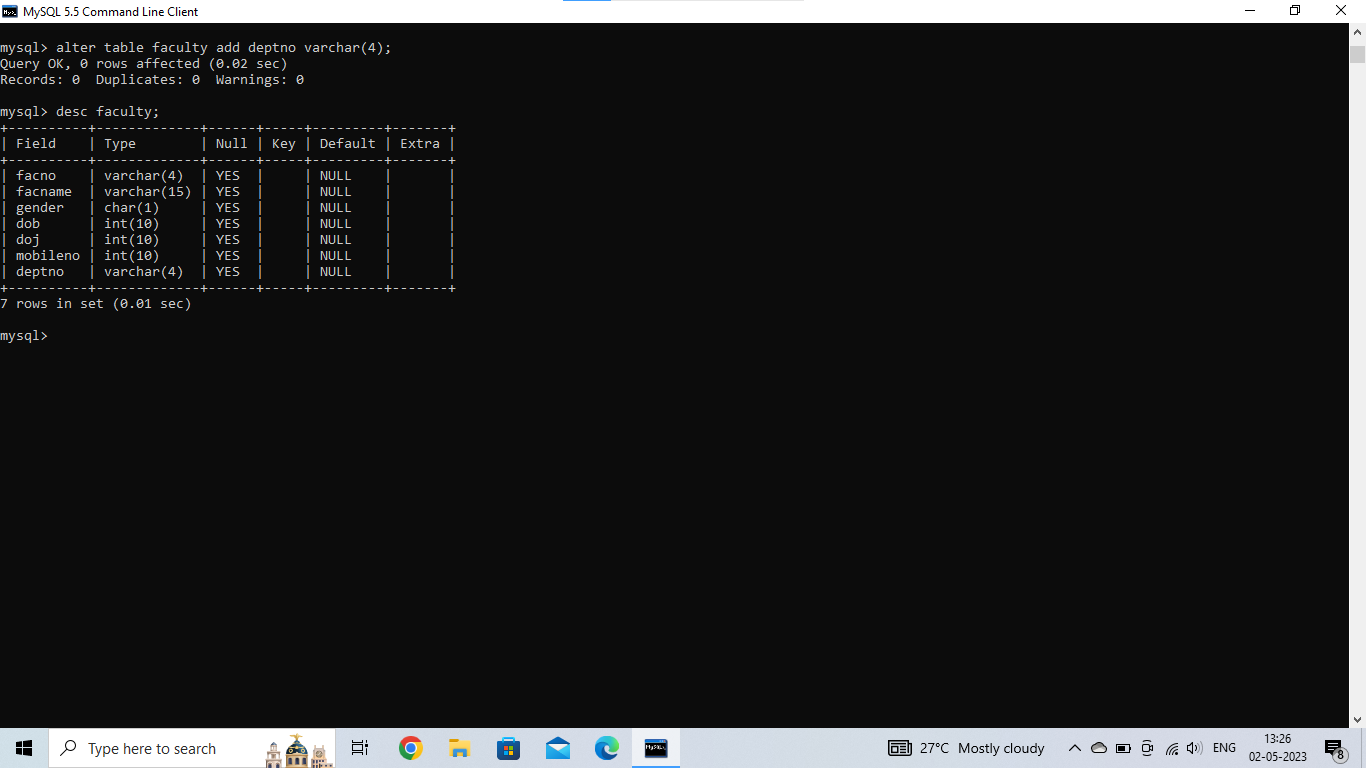 MySQL 5.5 Command Line Client
mysql> alter table faculty add deptno varchar(4);
Query OK, 0 rows affected (0.02 sec)
Records: 0  Duplicates: 0  Warnings: 0
mysql> desc faculty;
+----------+-------------+------+-----+---------+-------+
| Field    | Type        | Null | Key | Default | Extra |
+----------+-------------+------+-----+---------+-------+
| facno    | varchar(4)  | YES  |     | NULL    |       |
| facname  | varchar(15) | YES  |     | NULL    |       |
| gender   | char(1)     | YES  |     | NULL    |       |
| dob      | int(10)     | YES  |     | NULL    |       |
| doj      | int(10)     | YES  |     | NULL    |       |
| mobileno | int(10)     | YES  |     | NULL    |       |
| deptno   | varchar(4)  | YES  |     | NULL    |       |
+----------+-------------+------+-----+---------+-------+
7 rows in set (0.01 sec)
mysql>
Type here to search
27°C Mostly cloudy
ENG
13:26
02-05-2023
8